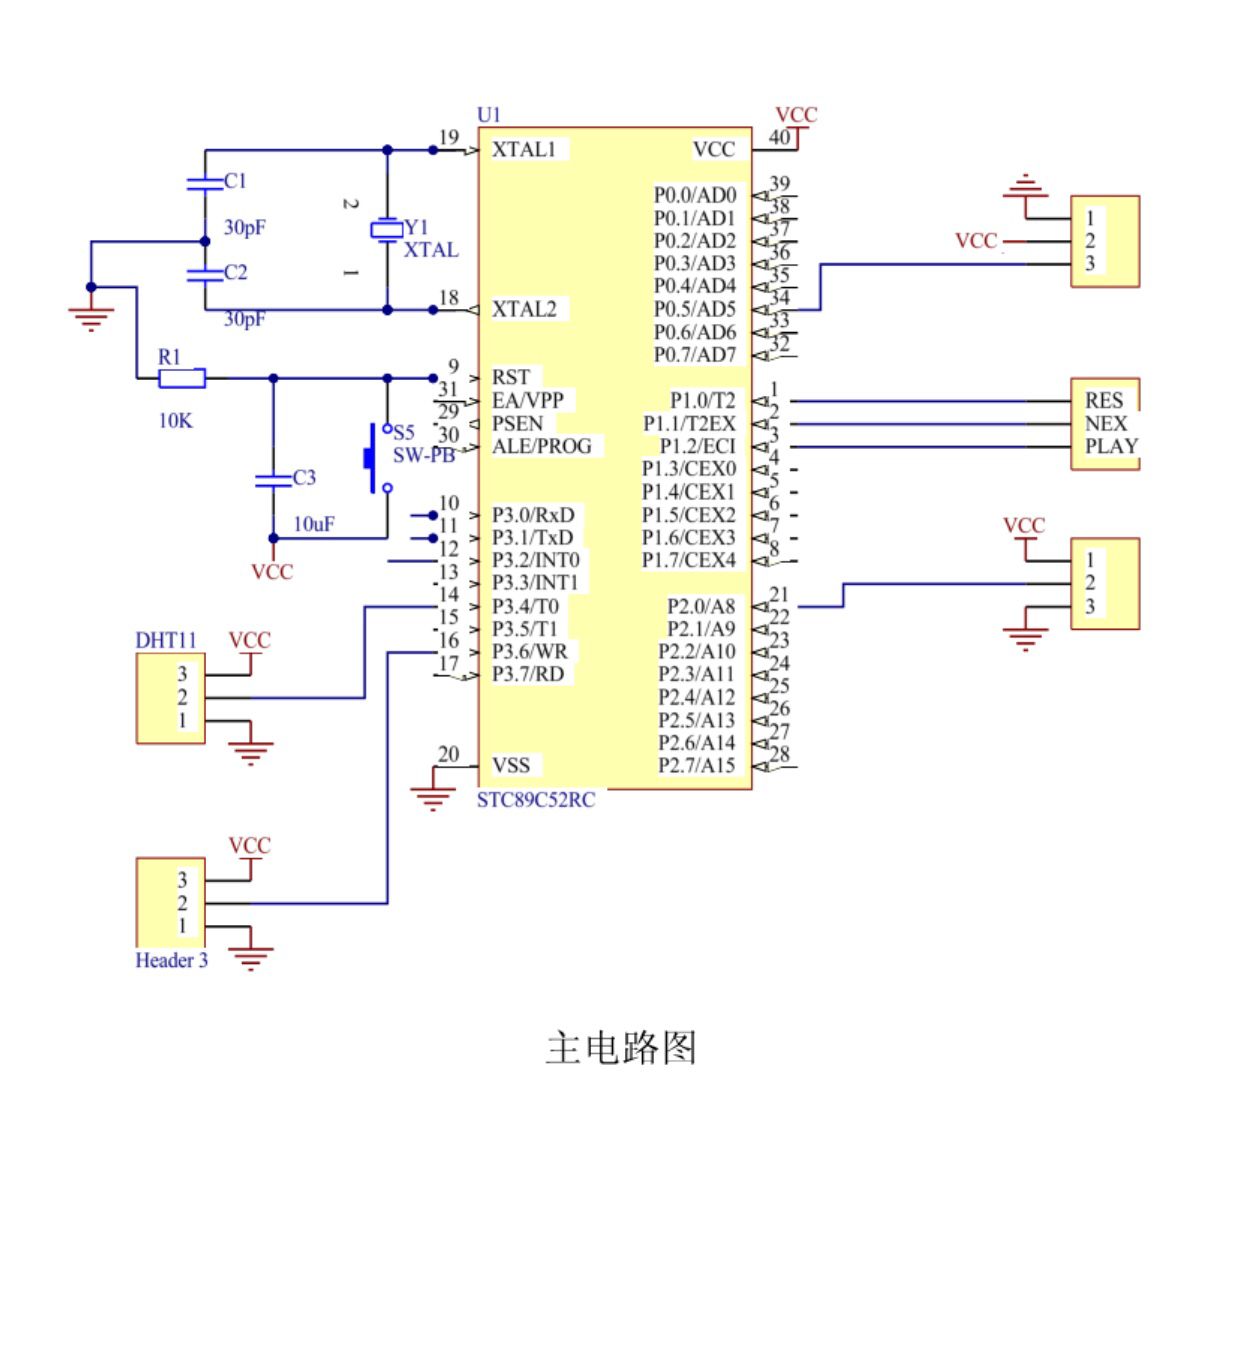 U1
VCC
19
XTAL1
VCC
40
C1
30pF
2
Y1
XTAL
1
C2
30pF
18
XTAL2
P0.0/AD0
39
P0.1/AD1
38
P0.2/AD2
37
P0.3/AD3
36
P0.4/AD4
35
P0.5/AD5
34
P0.6/AD6
33
P0.7/AD7
32
1
VCC
2
3
R1
10K
9
RST
31
EA/VPP
29
PSEN
30
ALE/PROG
S5
SW-PB
C3
10uF
VCC
P1.0/T2
1
P1.1/T2EX
2
P1.2/ECI
3
P1.3/CEX0
4
P1.4/CEX1
5
P1.5/CEX2
6
P1.6/CEX3
7
P1.7/CEX4
8
RES
NEX
PLAY
10
P3.0/RxD
11
P3.1/TxD
12
P3.2/INT0
13
P3.3/INT1
14
P3.4/T0
15
P3.5/T1
16
P3.6/WR
17
P3.7/RD
VCC
1
2
3
P2.0/A8
21
P2.1/A9
22
P2.2/A10
23
P2.3/A11
24
P2.4/A12
25
P2.5/A13
26
P2.6/A14
27
P2.7/A15
28
DHT11
VCC
3
2
1
20
VSS
STC89C52RC
VCC
3
2
1
Header 3
主电路图